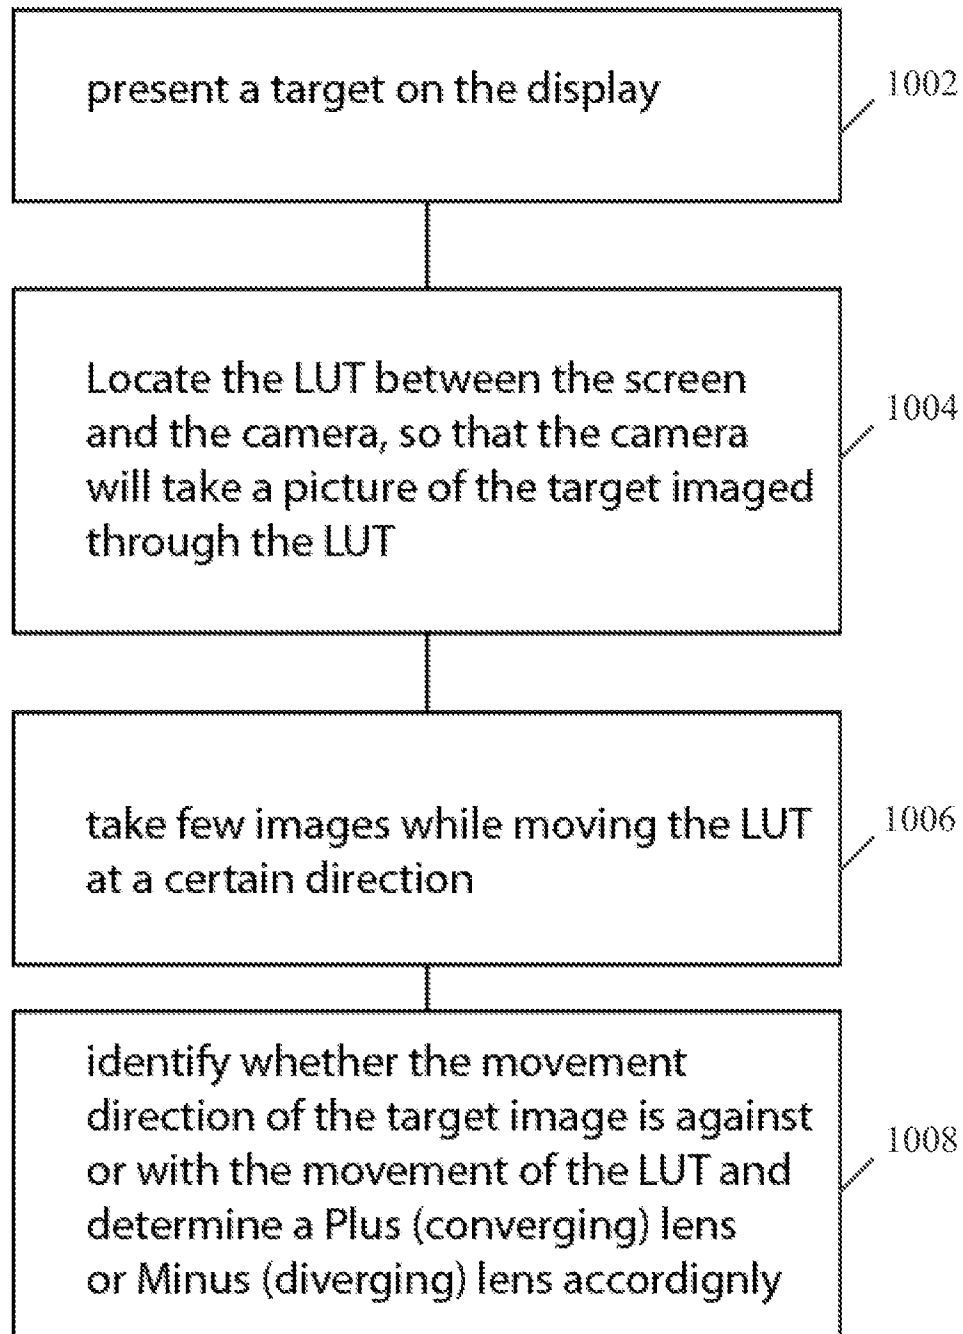 present a target on the display
1002
Locate the LUT between the screen
and the camera, so that the camera
will take a picture of the target imaged
through the LUT
1004
take few images while moving the LUT
at a certain direction
1006
identify whether the movement
direction of the target image is against
or with the movement of the LUT and
determine a Plus (converging) lens
or Minus (diverging) lens accordignly
1008